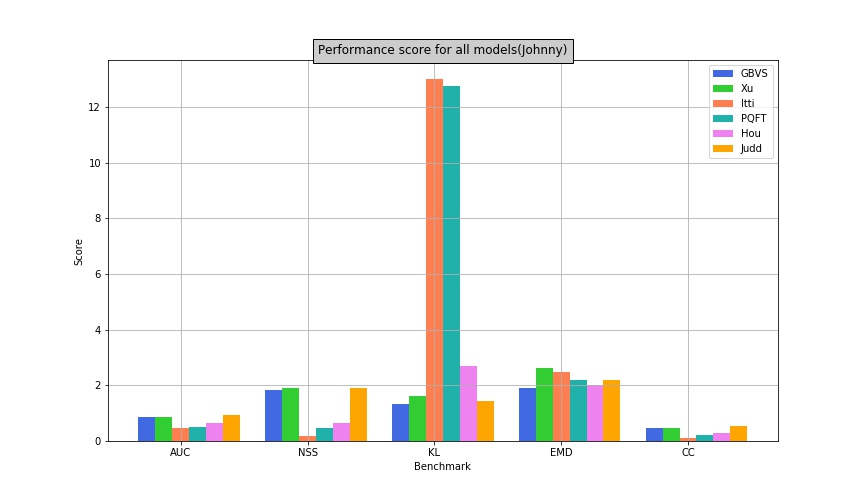 Performance score for all models(Johnny)
GBVS
Xu
Itti
PQFT
Hou
Judd
12
10
8
6
4
2
0
Score
AUC NSS KL EMD CC
Benchmark